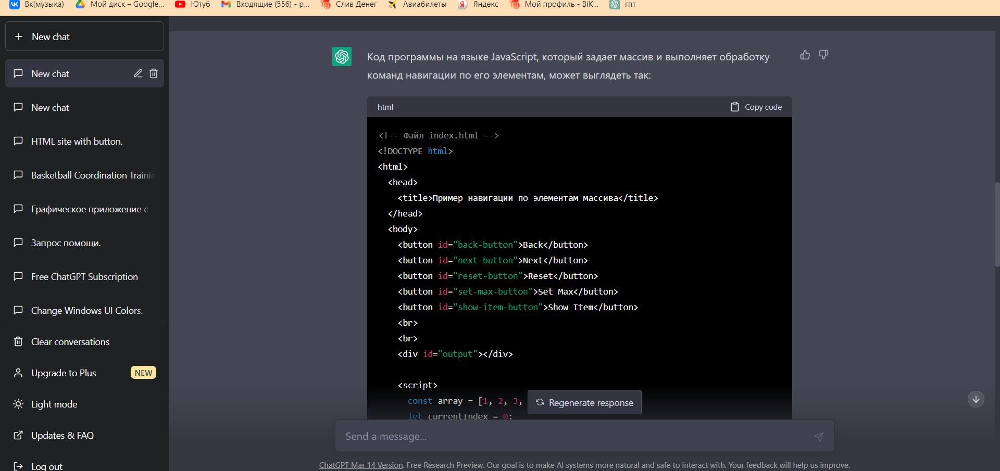 Вк(музыка) Мой диск – Google... Ютуб Входящие (556) - p... Слив Денег Авиабилеты Яндекс Мой профиль - BiK... гпт
New chat
New chat
New chat
HTML site with button.
Basketball Coordination Trainin
Графическое приложение с
Запрос помощи.
Free ChatGPT Subscription
Change Windows UI Colors.
Clear conversations
Upgrade to Plus NEW
Light mode
Updates & FAQ
Log out
Код программы на языке JavaScript, который задает массив и выполняет обработку
команд навигации по его элементам, может выглядеть так:
html Copy code
<!-- Файл index.html -->
<!DOCTYPE html>
<html>
<head>
<title>Пример навигации по элементам массива</title>
</head>
<body>
<button id="back-button">Back</button>
<button id="next-button">Next</button>
<button id="reset-button">Reset</button>
<button id="set-max-button">Set Max</button>
<button id="show-item-button">Show Item</button>
<br>
<br>
<div id="output"></div>
<script>
const array = [1, 2, 3,
Regenerate response
let currentIndex = 0;
Send a message...
ChatGPT Mar 14 Version. Free Research Preview. Our goal is to make AI systems more natural and safe to interact with. Your feedback will help us improve.